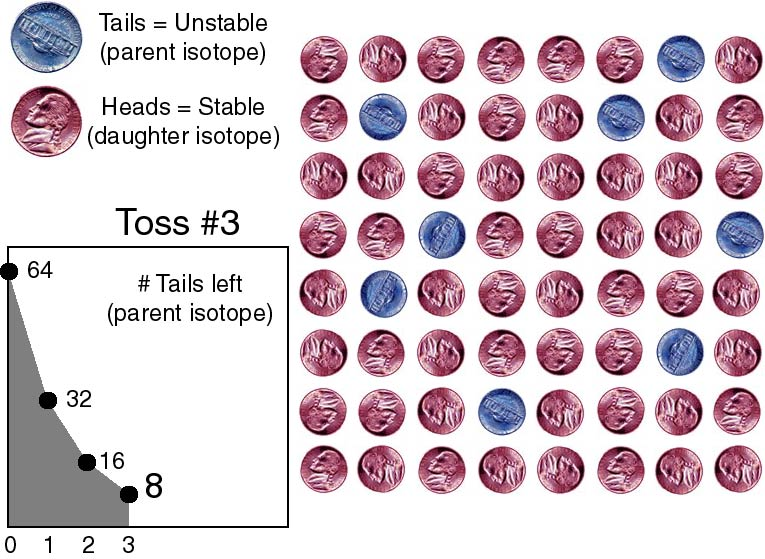 Tails = Unstable
(parent isotope)
Heads = Stable
(daughter isotope)
Toss #3
64
# Tails left
(parent isotope)
32
16
8
0 1 2 3